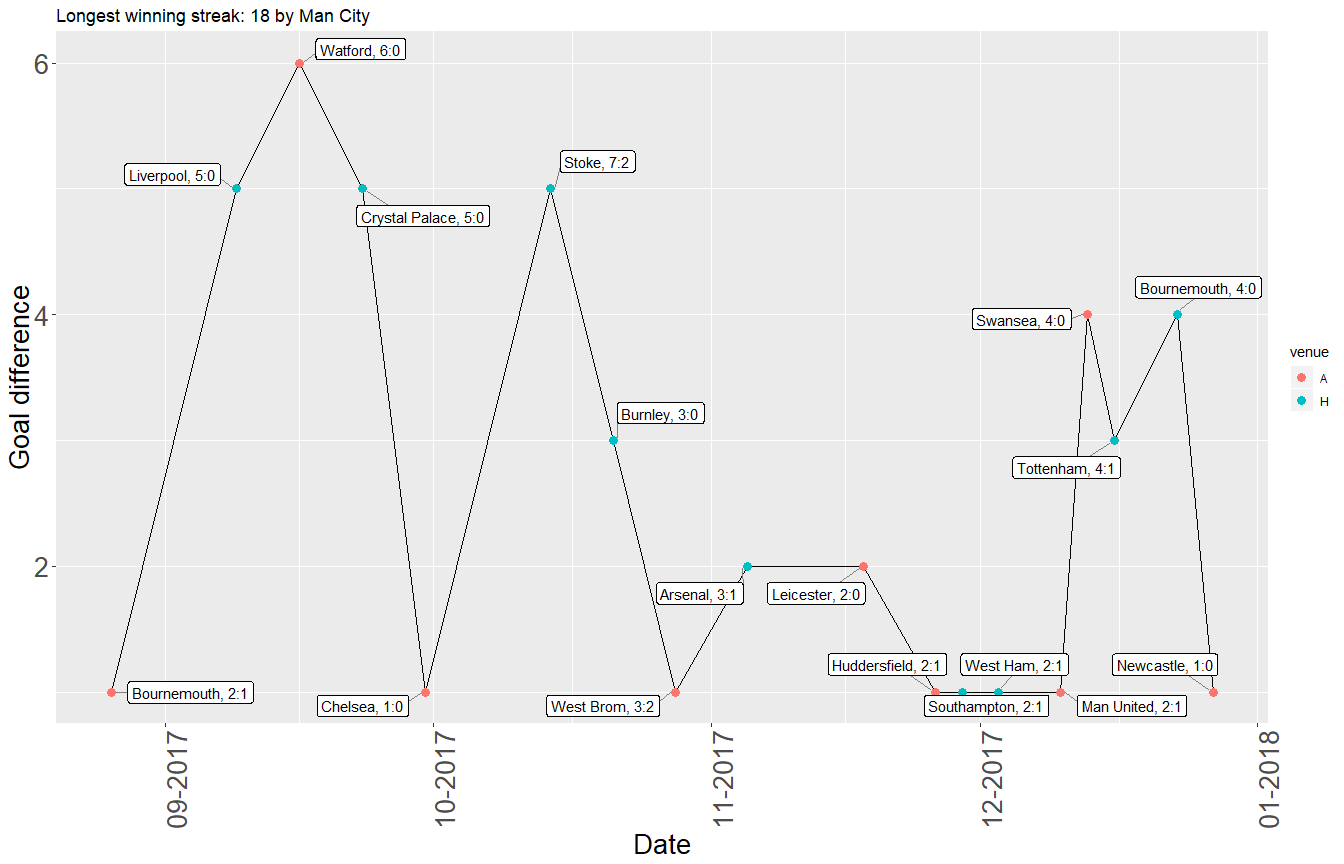 Longest winning streak: 18 by Man City
Watford, 6:0
6
Stoke, 7:2
Liverpool, 5:0
Crystal Palace, 5:0
Bournemouth, 4:0
4
Swansea, 4:0
Goal difference
venue
A
H
Burnley, 3:0
Tottenham, 4:1
2
Arsenal, 3:1
Leicester, 2:0
Huddersfield, 2:1
West Ham, 2:1
Newcastle, 1:0
Bournemouth, 2:1
Chelsea, 1:0
West Brom, 3:2
Southampton, 2:1
Man United, 2:1
09-2017
10-2017
11-2017
12-2017
01-2018
Date